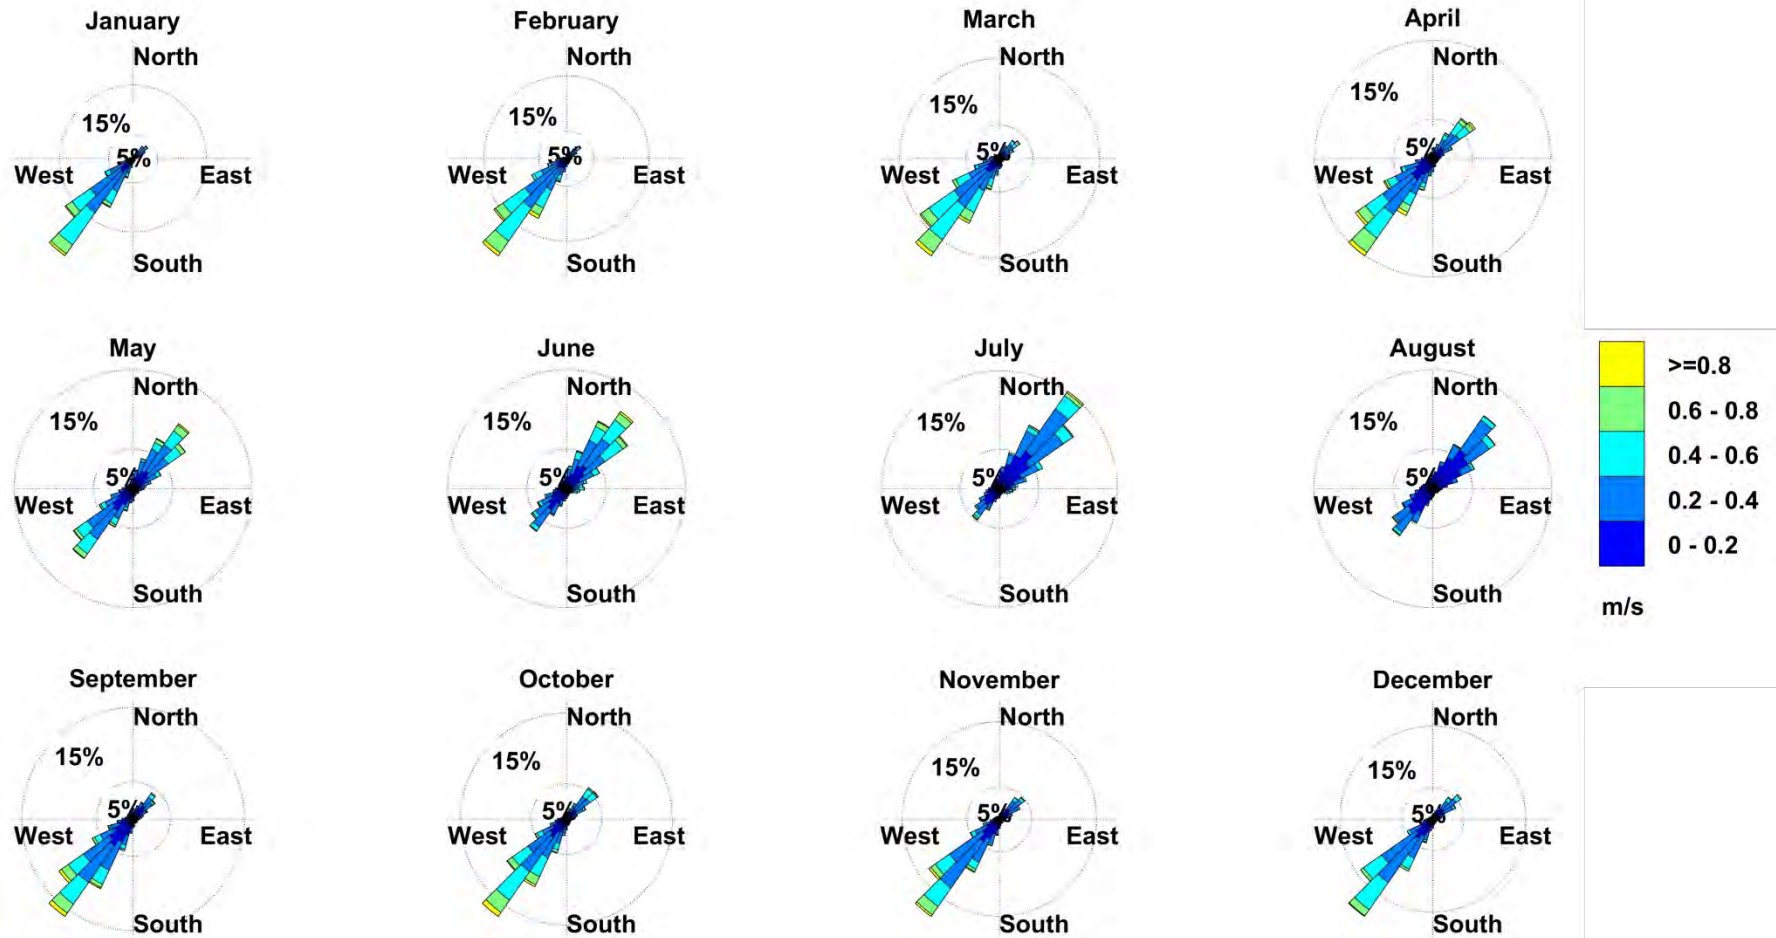 January
North
15%
5%
West
East
South
February
North
15%
5%
West
East
South
March
North
15%
5%
West
East
South
April
North
15%
5%
West
East
South
May
North
15%
5%
West
East
South
June
North
15%
5%
West
East
South
July
North
15%
5%
West
East
South
August
North
15%
5%
West
East
South
>=0.8
0.6 - 0.8
0.4 - 0.6
0.2 - 0.4
0 - 0.2
m/s
September
North
15%
5%
West
East
South
October
North
15%
5%
West
East
South
November
North
15%
5%
West
East
South
December
North
15%
5%
West
East
South